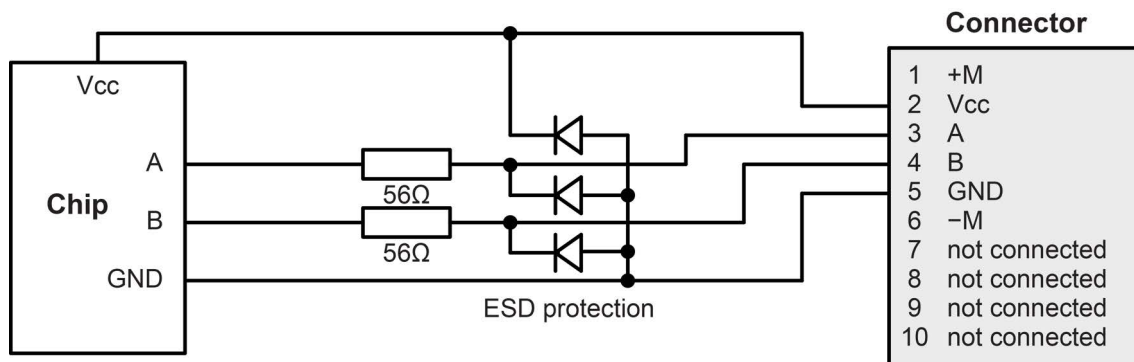 Connector
Vcc
A
Chip
B
GND
56Ω
56Ω
ESD protection
1 +M
2 Vcc
3 A
4 B
5 GND
6 −M
7 not connected
8 not connected
9 not connected
10 not connected